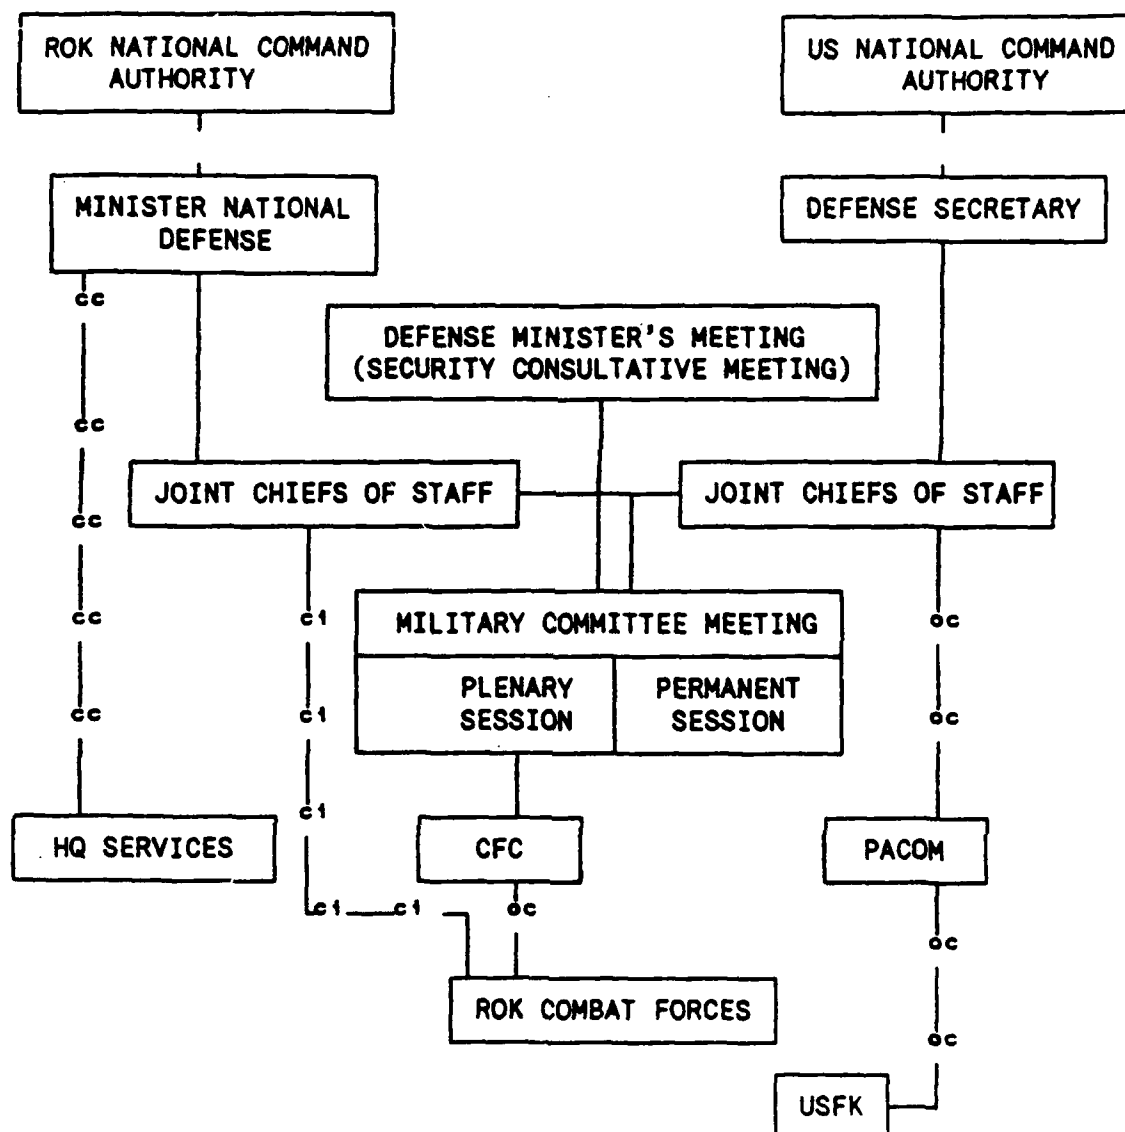 ROK NATIONAL COMMAND
AUTHORITY
US NATIONAL COMMAND
AUTHORITY
MINISTER NATIONAL
DEFENSE
DEFENSE SECRETARY
cc
DEFENSE MINISTER'S MEETING
(SECURITY CONSULTATIVE MEETING)
cc
JOINT CHIEFS OF STAFF
JOINT CHIEFS OF STAFF
cc
cc
ci
MILITARY COMMITTEE MEETING
oc
PLENARY
SESSION
PERMANENT
SESSION
cc
ci
oc
ci
HQ SERVICES
CFC
PACOM
ci
ci
oc
oc
ROK COMBAT FORCES
oc
USFK